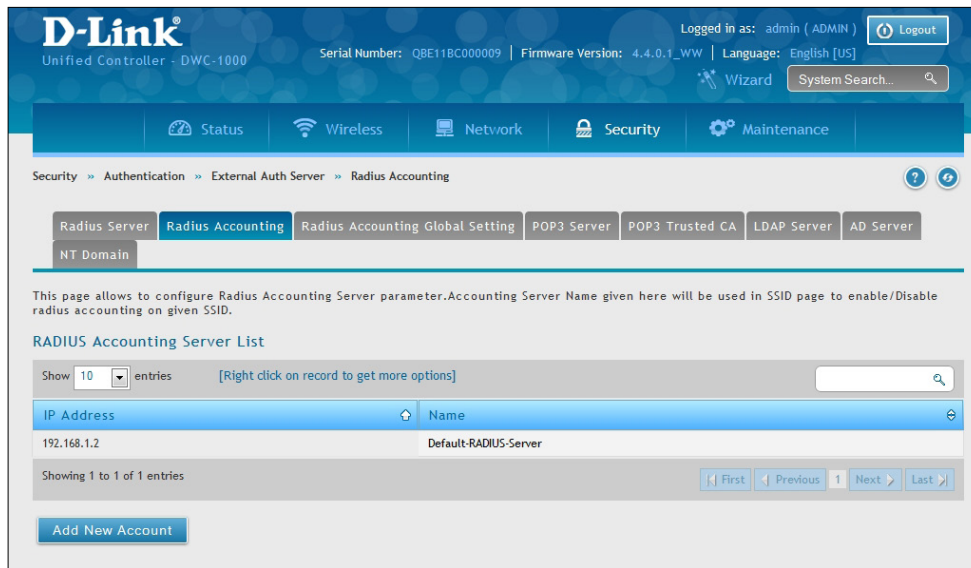 D-Link®
Unified Controller - DWC-1000
Logged in as: admin ( ADMIN )
Logout
Serial Number: QBE11BC000009 | Firmware Version: 4.4.0.1_WW | Language: English [US]
Wizard
System Search...
Status
Wireless
Network
Security
Maintenance
Security » Authentication » External Auth Server » Radius Accounting
?
Radius Server
Radius Accounting
Radius Accounting Global Setting
POP3 Server
POP3 Trusted CA
LDAP Server
AD Server
NT Domain
This page allows to configure Radius Accounting Server parameter.Accounting Server Name given here will be used in SSID page to enable/Disable
radius accounting on given SSID.
RADIUS Accounting Server List
Show 10 entries
[Right click on record to get more options]
IP Address
Name
192.168.1.2
Default-RADIUS-Server
Showing 1 to 1 of 1 entries
First
Previous
1
Next
Last
Add New Account